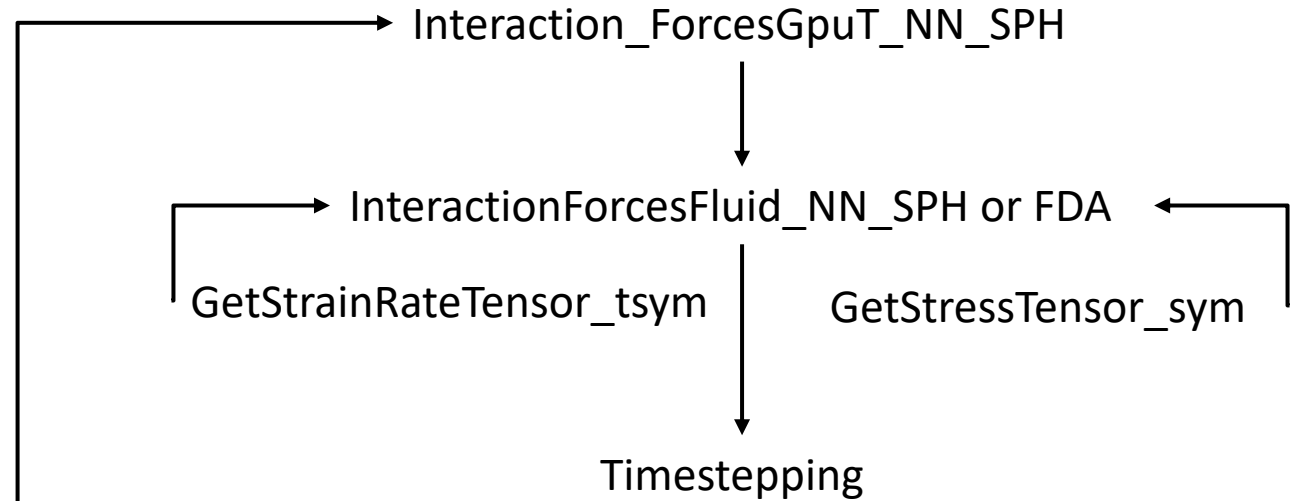 Interaction_ForcesGpuT_NN_SPH
InteractionForcesFluid_NN_SPH or FDA
GetStrainRateTensor_tsym
GetStressTensor_sym
Timestepping